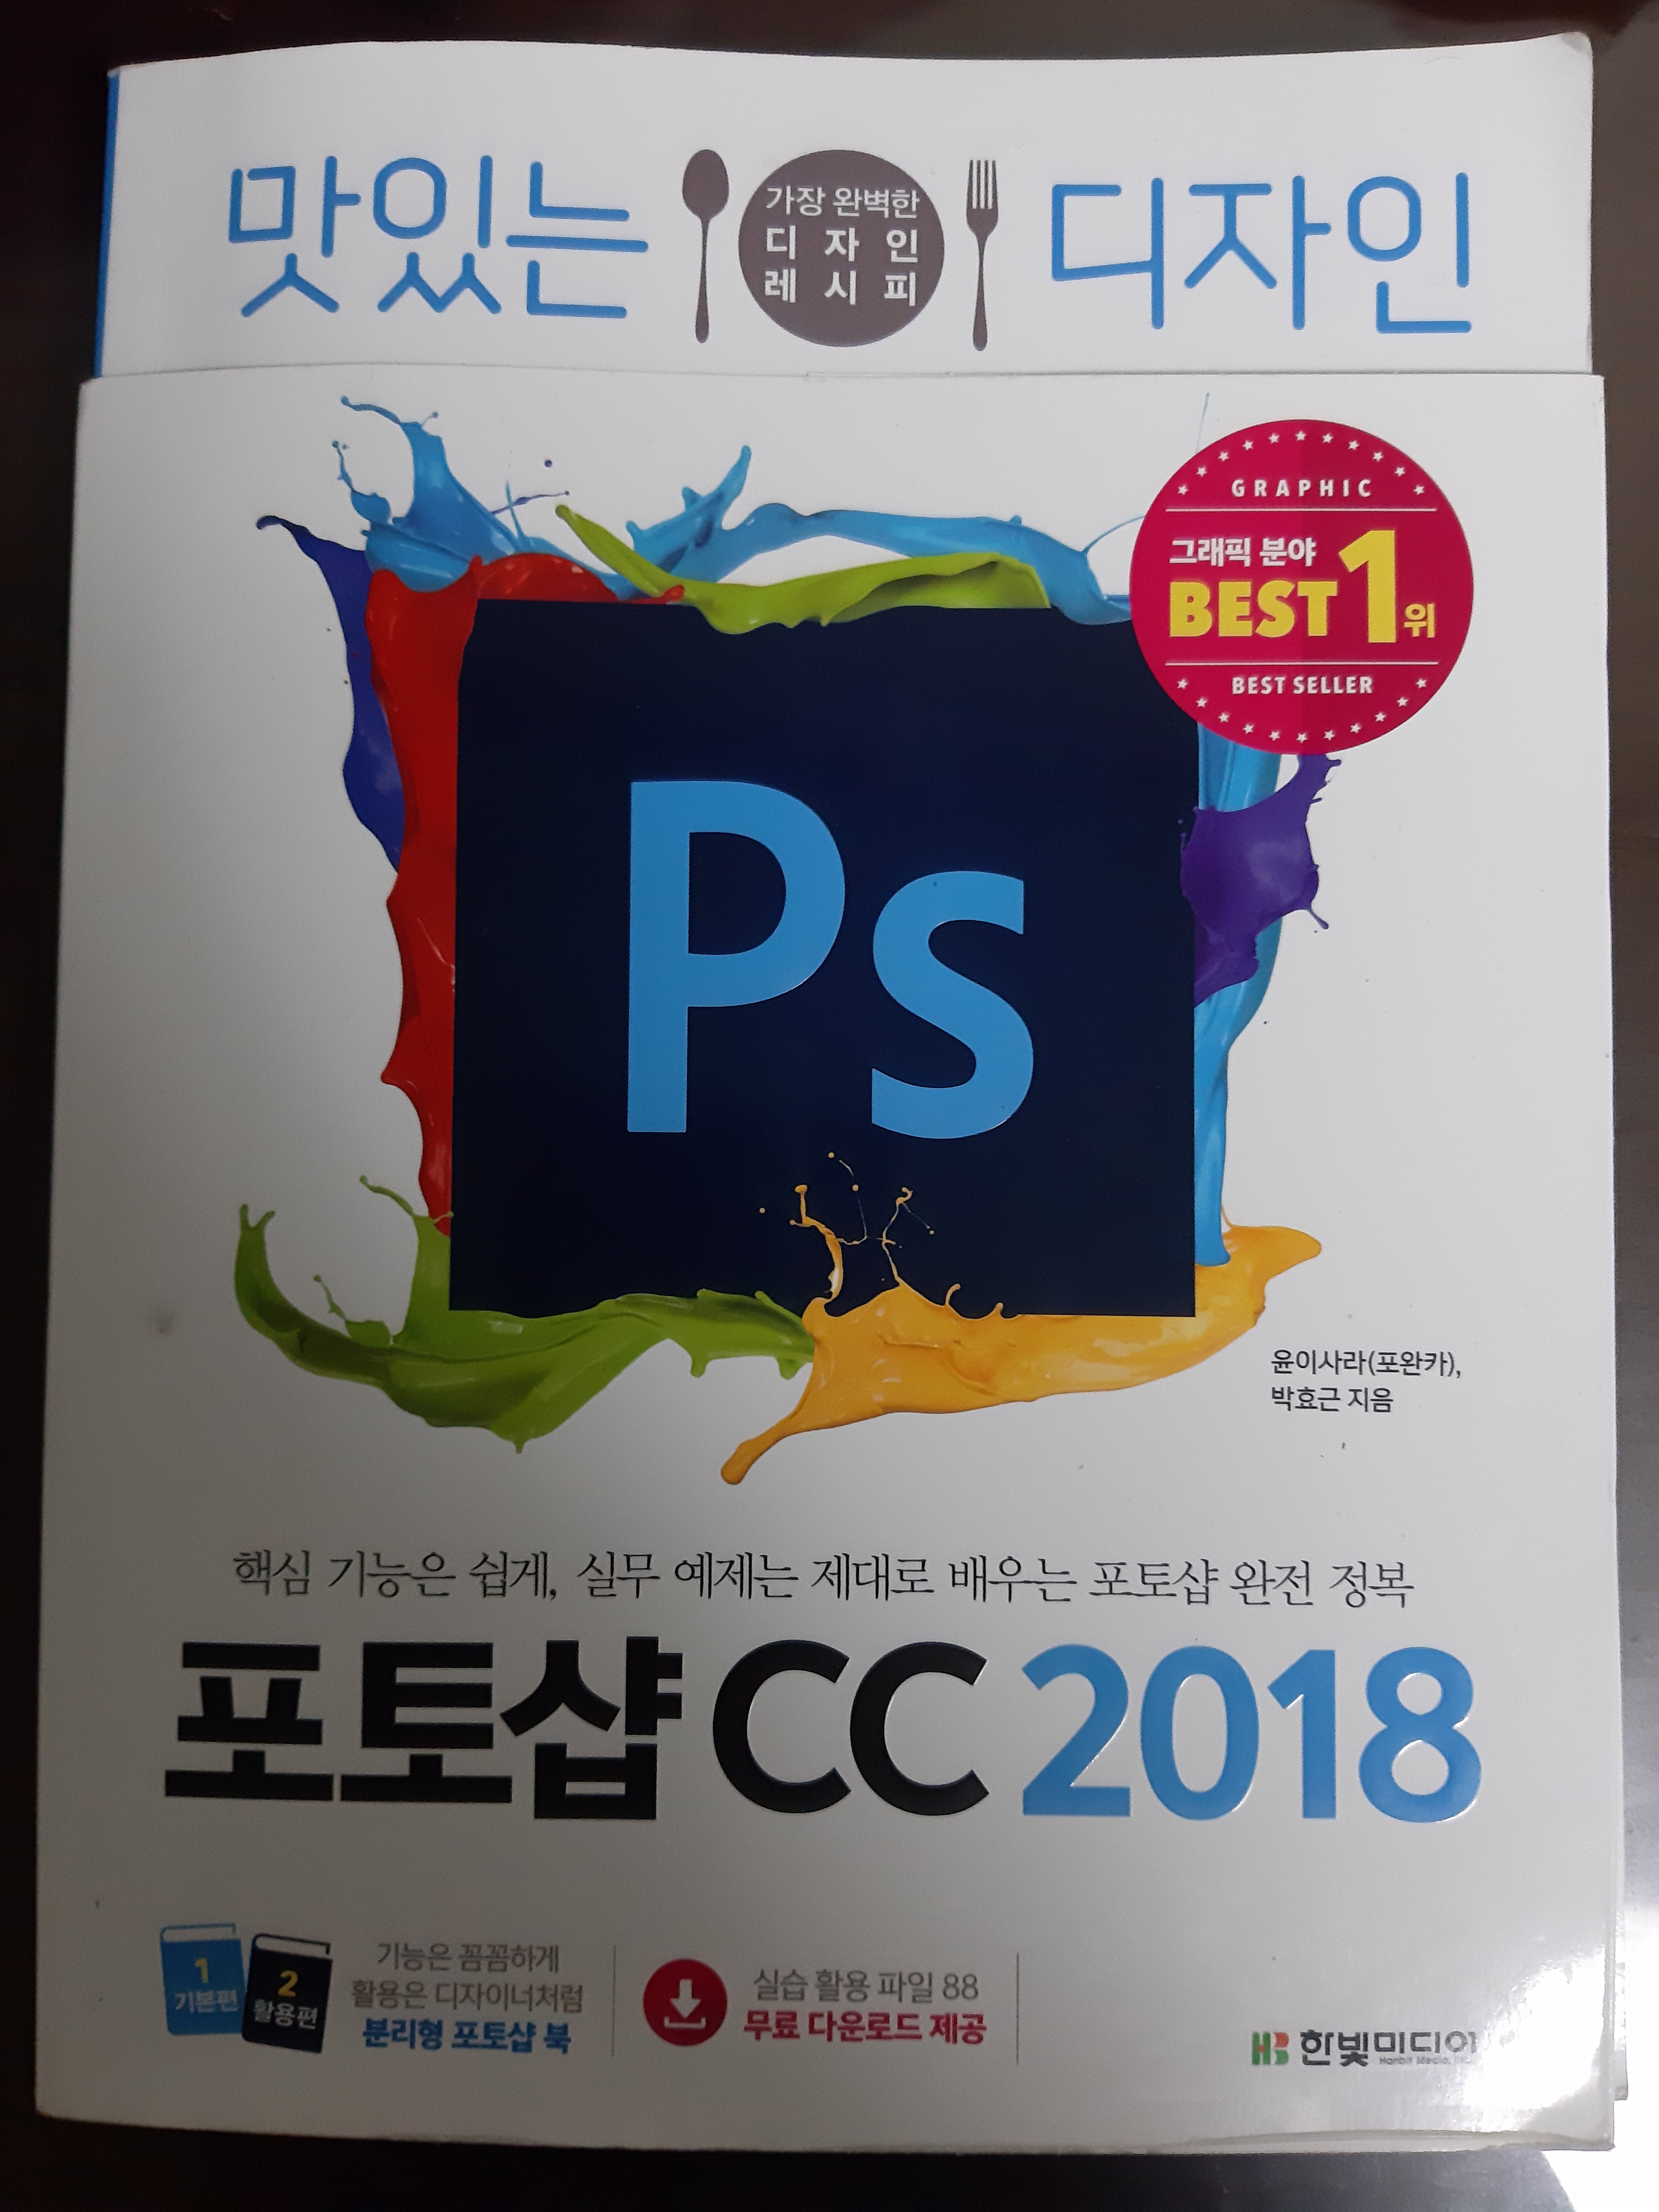 맛있는 디자인
가장 완벽한
디자인
레시피
GRAPHIC
그래픽 분야
BEST 1위
BEST SELLER
Ps
윤이사라(포완카),
박효근 지음
핵심 기능은 쉽게, 실무 예제는 제대로 배우는 포토샵 완전 정복
포토샵 CC 2018
1
기본편
2
활용편
기능은 꼼꼼하게
활용은 디자이너처럼
분리형 포토샵 북
실습 활용 파일 88
무료 다운로드 제공
HB 한빛미디어
Hanbit Media, Inc.